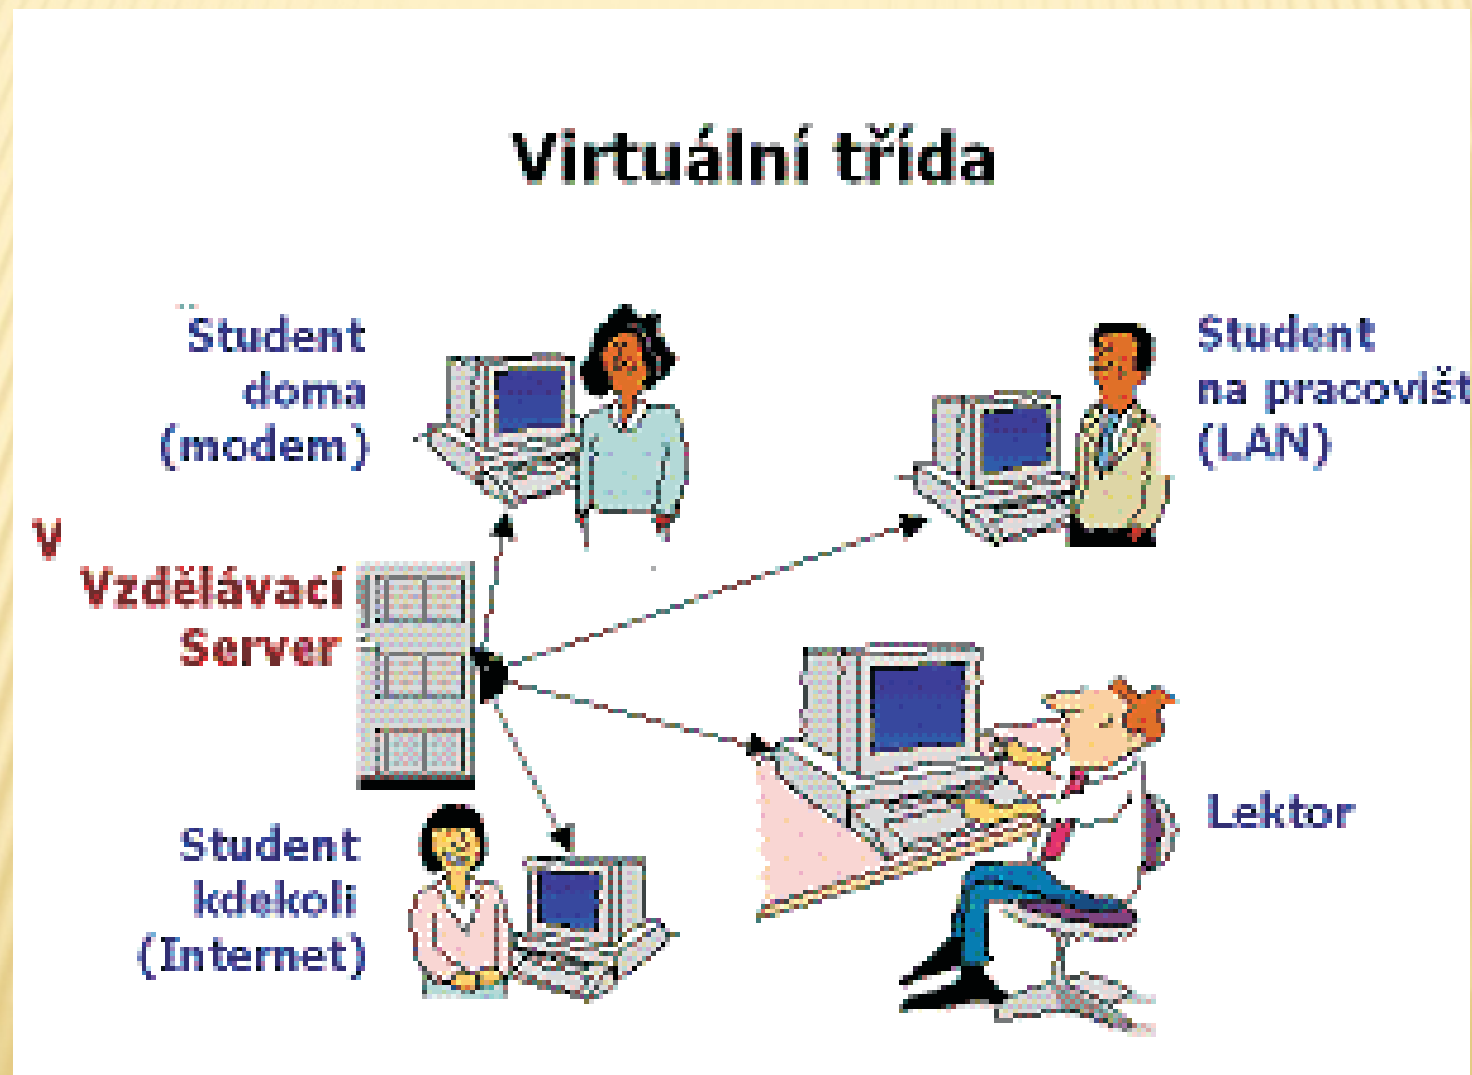 Virtuální třída
Student
doma
(modem)
Student
na pracovišt
(LAN)
V
Vzdělávací
Server
Lektor
Student
kdekoli
(Internet)